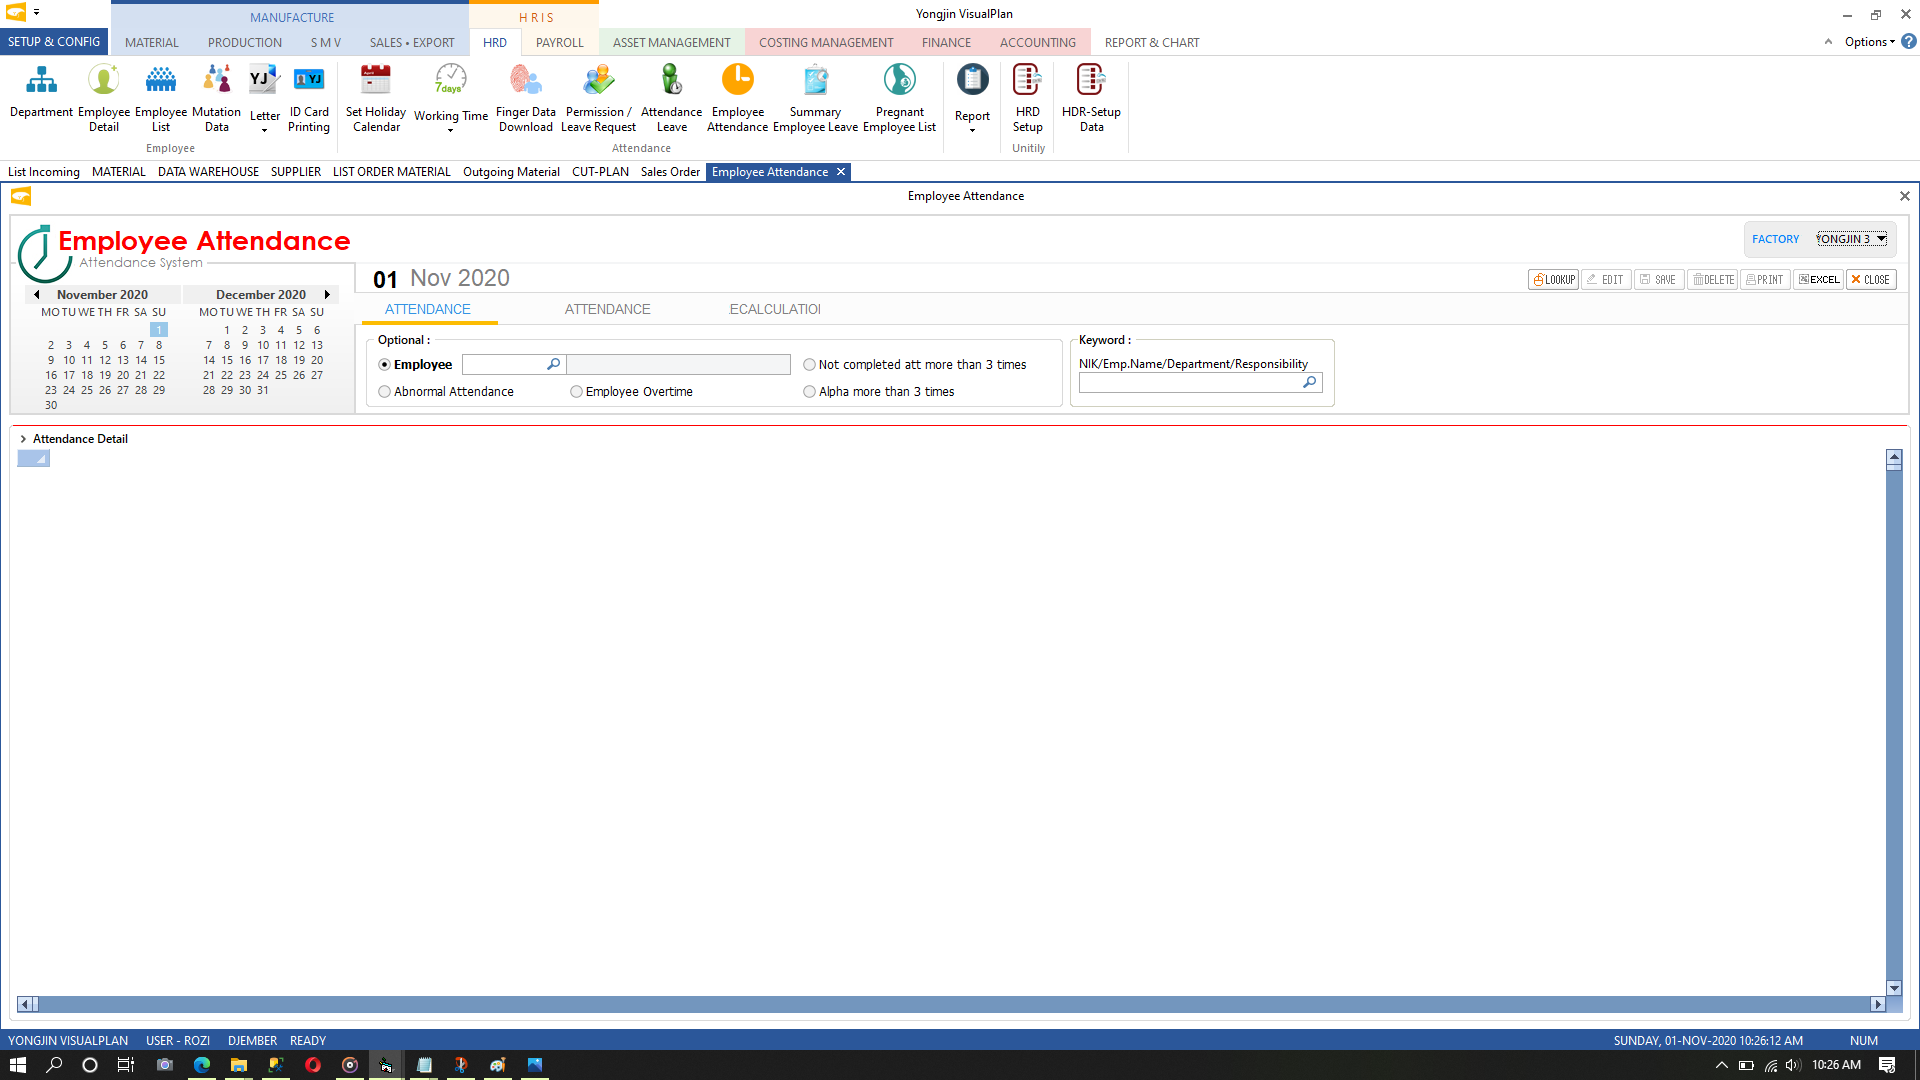 Yongjin VisualPlan
MANUFACTURE
H R I S
SETUP & CONFIG
MATERIAL
PRODUCTION
S M V
SALES • EXPORT
HRD
PAYROLL
ASSET MANAGEMENT
COSTING MANAGEMENT
FINANCE
ACCOUNTING
REPORT & CHART
Options
Department
Employee Detail
Employee List
Mutation Data
YJ
Letter
YJ
ID Card Printing
Employee
April
Set Holiday Calendar
7days
Working Time
Finger Data Download
Permission / Leave Request
Attendance Leave
Employee Attendance
Summary Employee Leave
Pregnant Employee List
Attendance
Report
HRD Setup
Unitily
HDR-Setup Data
List Incoming
MATERIAL
DATA WAREHOUSE
SUPPLIER
LIST ORDER MATERIAL
Outgoing Material
CUT-PLAN
Sales Order
Employee Attendance
Employee Attendance
Employee Attendance
Attendance System
FACTORY YONGJIN 3
01 Nov 2020
LOOKUP EDIT SAVE DELETE PRINT EXCEL CLOSE
November 2020
MO TU WE TH FR SA SU
1
2 3 4 5 6 7 8
9 10 11 12 13 14 15
16 17 18 19 20 21 22
23 24 25 26 27 28 29
30
December 2020
MO TU WE TH FR SA SU
1 2 3 4 5 6
7 8 9 10 11 12 13
14 15 16 17 18 19 20
21 22 23 24 25 26 27
28 29 30 31
ATTENDANCE
ATTENDANCE
ECALCULATIOI
Optional :
Employee
Not completed att more than 3 times
Abnormal Attendance
Employee Overtime
Alpha more than 3 times
Keyword :
NIK/Emp.Name/Department/Responsibility
Attendance Detail
YONGJIN VISUALPLAN
USER - ROZI
DJEMBER
READY
SUNDAY, 01-NOV-2020 10:26:12 AM
NUM
10:26 AM